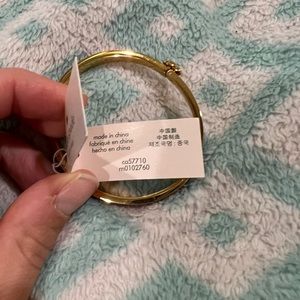 made in china
fabriqué en chine
hecho en china
ca57710
rn0102760
中国製
中国制造
제조국명: 중국